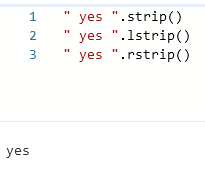 1 " yes ".strip()
2 " yes ".lstrip()
3 " yes ".rstrip()
yes